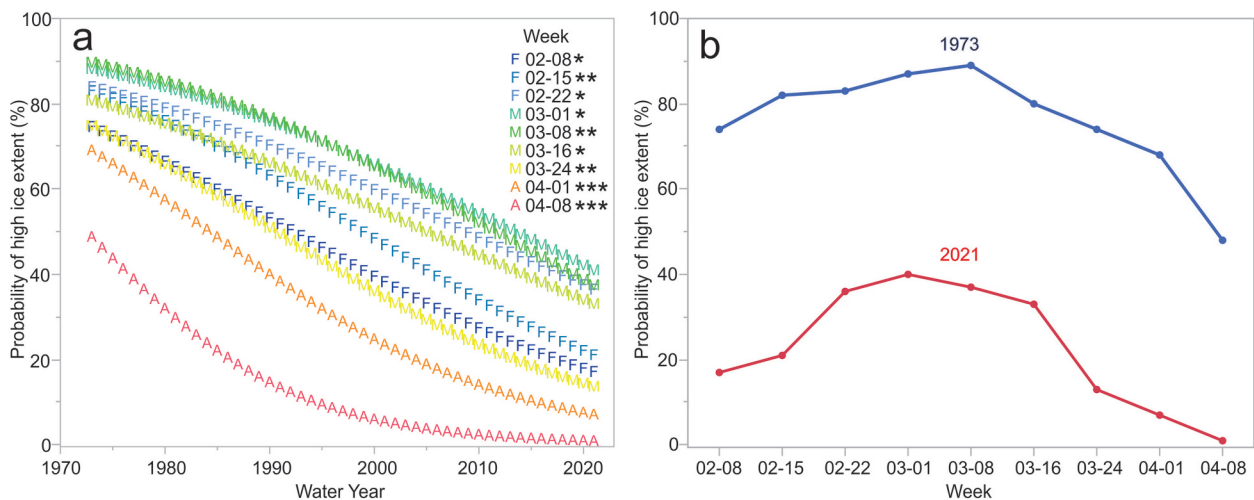 a
Week
F 02-08 *
F 02-15 **
F 02-22 *
M 03-01 *
M 03-08 **
M 03-16 *
M 03-24 **
A 04-01 ***
A 04-08 ***
Probability of high ice extent (%)
100
80
60
40
20
0
1970 1980 1990 2000 2010 2020
Water Year
b
1973
2021
Probability of high ice extent (%)
100
80
60
40
20
0
02-08 02-15 02-22 03-01 03-08 03-16 03-24 04-01 04-08
Week